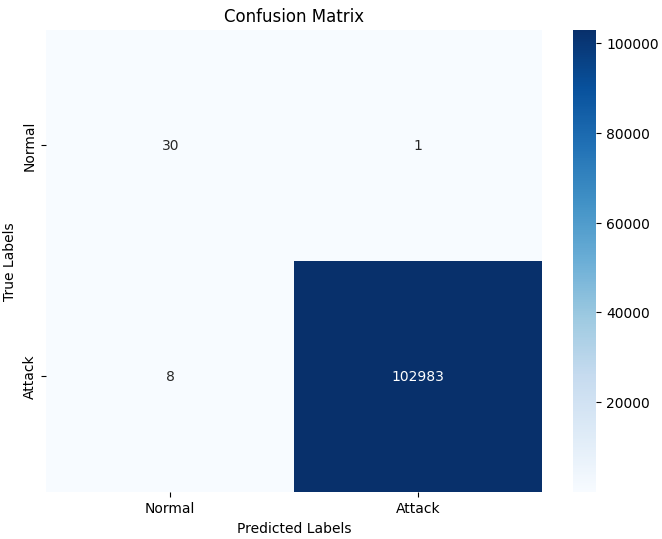 Confusion Matrix
Normal
30
1
Attack
8
102983
True Labels
Normal
Attack
Predicted Labels
100000
80000
60000
40000
20000